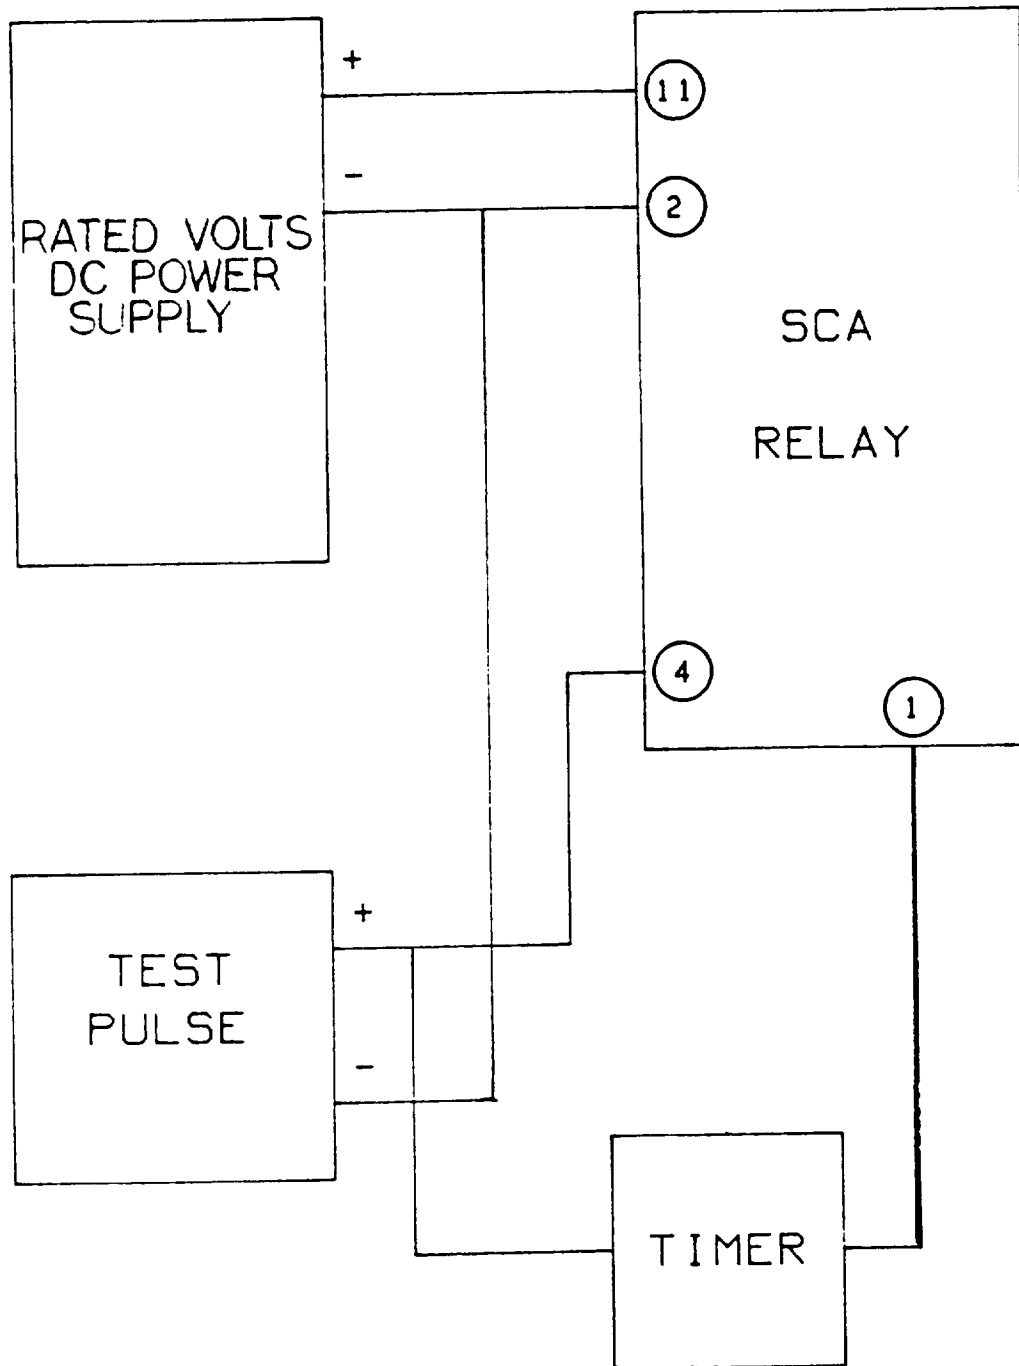 +
11
-
2
RATED VOLTS
DC POWER
SUPPLY
SCA
RELAY
4
1
+
TEST
PULSE
-
TIMER